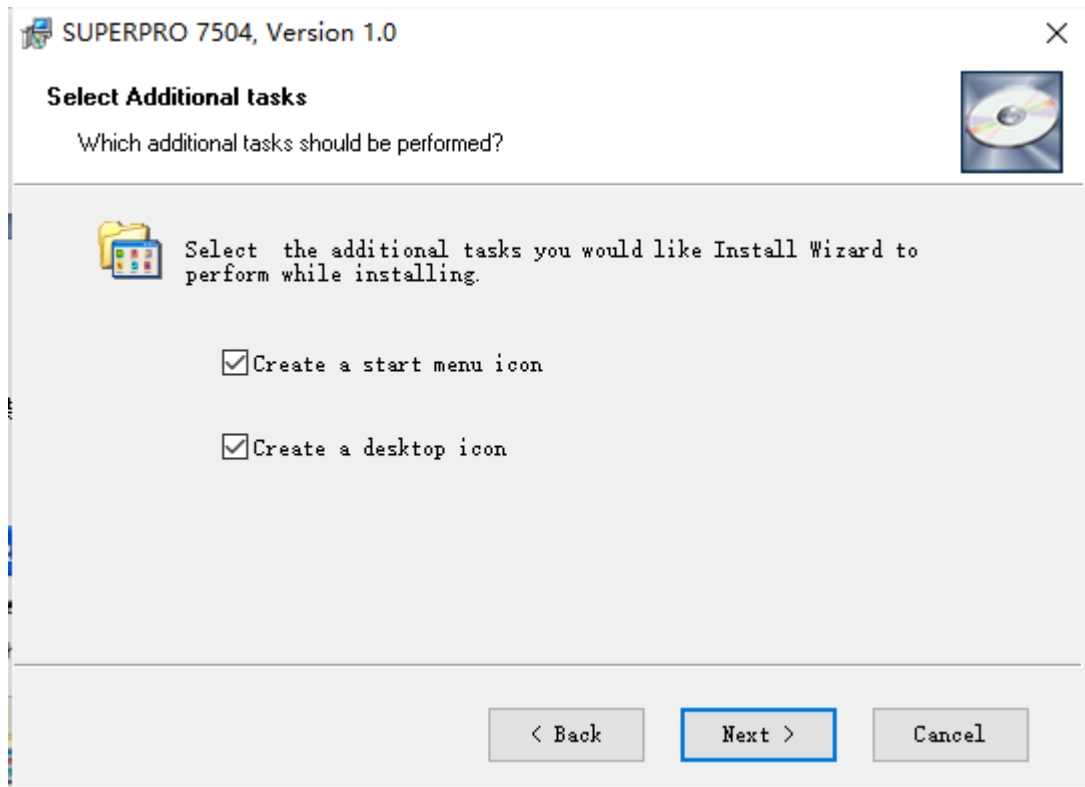 SUPERPRO 7504, Version 1.0
Select Additional tasks
Which additional tasks should be performed?
Select  the additional tasks you would like Install Wizard to
perform while installing.
Create a start menu icon
Create a desktop icon
< Back
Next >
Cancel